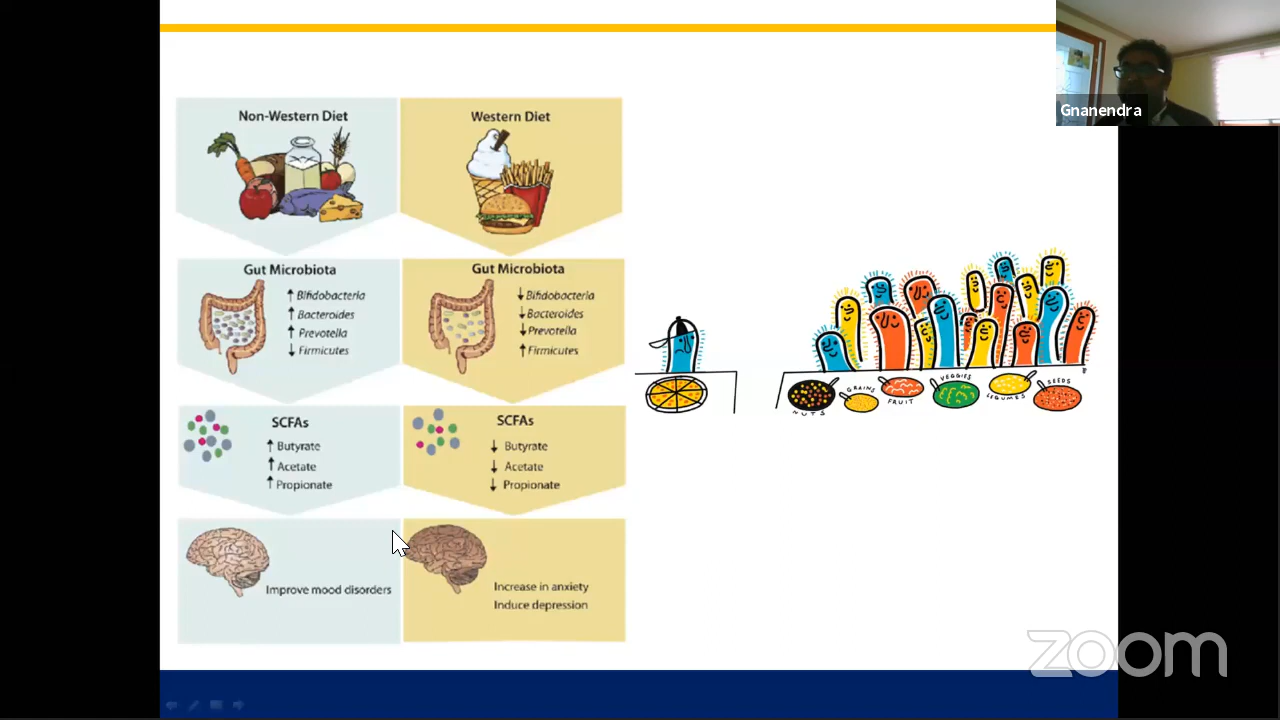 Gnanendra
Non-Western Diet
Western Diet
Gut Microbiota
↑ Bifidobacteria
↑ Bacteroides
↑ Prevotella
↓ Firmicutes
Gut Microbiota
↓ Bifidobacteria
↓ Bacteroides
↓ Prevotella
↑ Firmicutes
SCFAs
↑ Butyrate
↑ Acetate
↑ Propionate
SCFAs
↓ Butyrate
↓ Acetate
↓ Propionate
Improve mood disorders
Increase in anxiety
Induce depression
NUTS
GRAINS
FRUIT
VEGGIES
LEGUMES
SEEDS
zoom